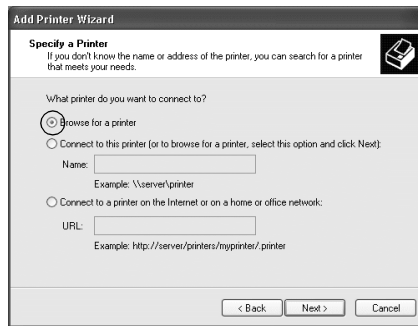 Add Printer Wizard
Specify a Printer
If you don't know the name or address of the printer, you can search for a printer
that meets your needs.
What printer do you want to connect to?
Browse for a printer
Connect to this printer (or to browse for a printer, select this option and click Next):
Name:
Example: \\server\printer
Connect to a printer on the Internet or on a home or office network:
URL:
Example: http://server/printers/myprinter/.printer
< Back Next > Cancel